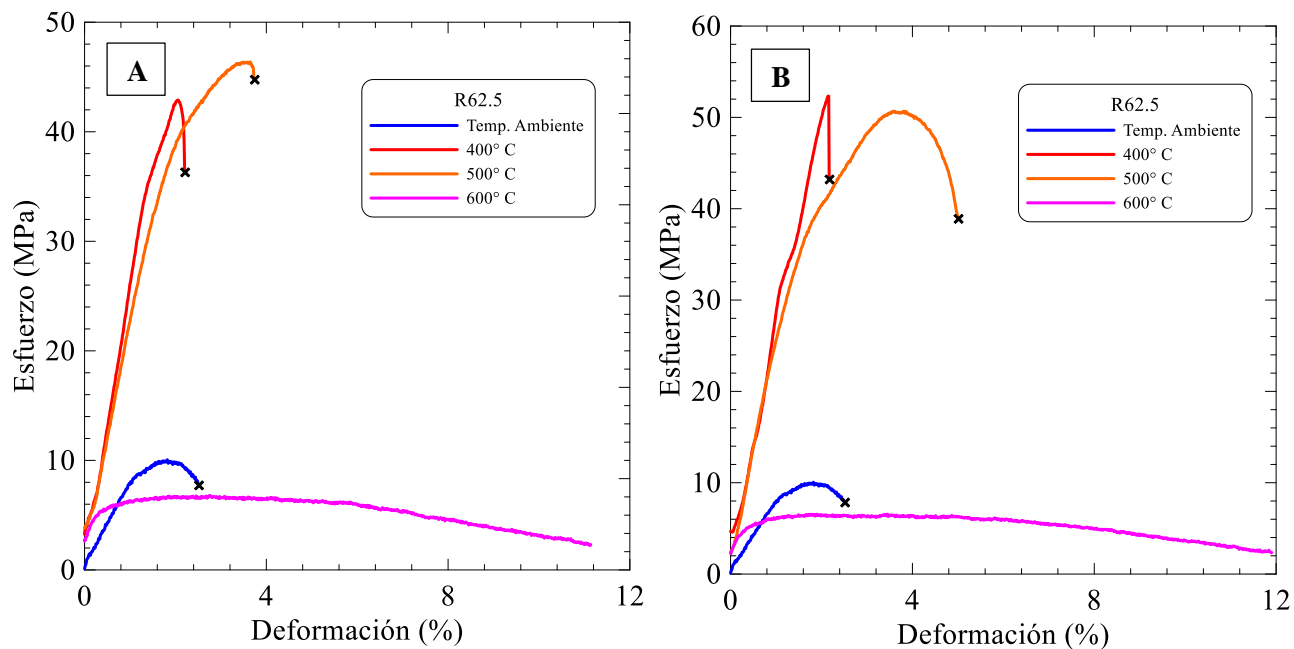 A
R62.5
Temp. Ambiente
400° C
500° C
600° C
50
40
30
20
10
0
0 4 8 12
Esfuerzo (MPa)
Deformación (%)
B
R62.5
Temp. Ambiente
400° C
500° C
600° C
60
50
40
30
20
10
0
0 4 8 12
Esfuerzo (MPa)
Deformación (%)